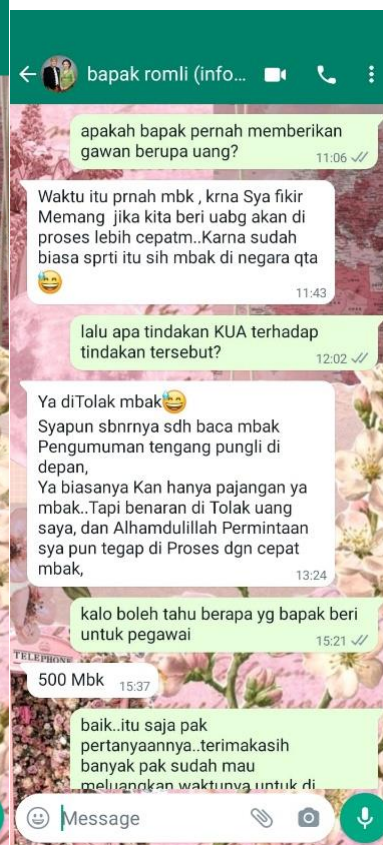 bapak romli (info...
apakah bapak pernah memberikan
gawan berupa uang?
11:06
Waktu itu prnah mbk , krna Sya fikir
Memang jika kita beri uabg akan di
proses lebih cepatm..Karna sudah
biasa sprti itu sih mbak di negara qta
😅
11:43
lalu apa tindakan KUA terhadap
tindakan tersebut?
12:02
Ya diTolak mbak😅
Syapun sbnrnya sdh baca mbak
Pengumuman tengang pungli di
depan,
Ya biasanya Kan hanya pajangan ya
mbak..Tapi benaran di Tolak uang
saya, dan Alhamdulillah Permintaan
sya pun tegap di Proses dgn cepat
mbak,
13:24
kalo boleh tahu berapa yg bapak beri
untuk pegawai
15:21
TELEPHONE
500 Mbk
15:37
baik..itu saja pak
pertanyaannya..terimakasih
banyak pak sudah mau
meluangkan waktunya untuk di
Message